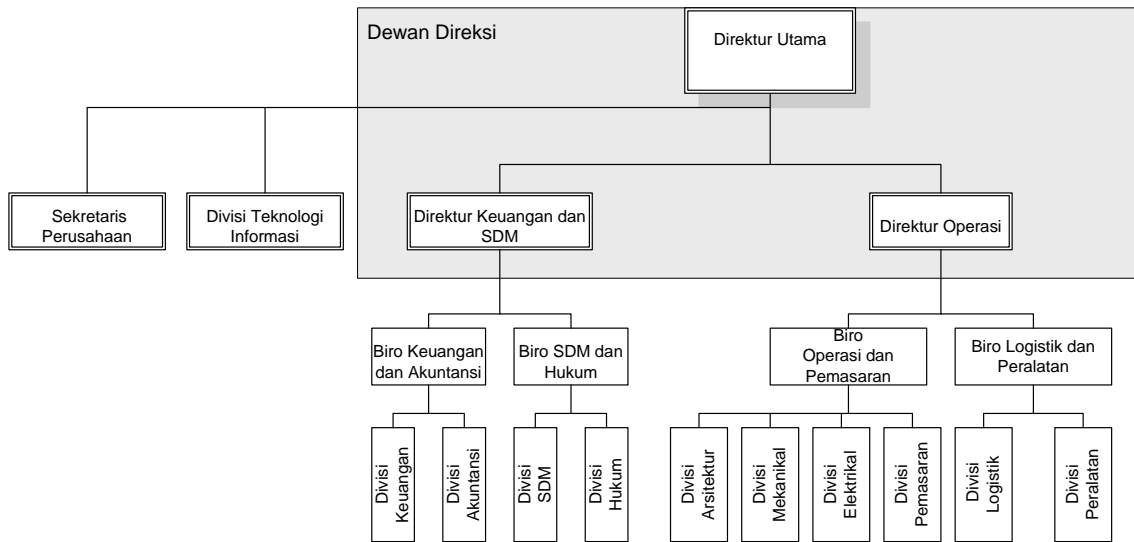 Dewan Direksi
Direktur Utama
Sekretaris
Perusahaan
Divisi Teknologi
Informasi
Direktur Keuangan dan
SDM
Direktur Operasi
Biro Keuangan
dan Akuntansi
Biro SDM dan
Hukum
Biro
Operasi dan
Pemasaran
Biro Logistik dan
Peralatan
Divisi
Keuangan
Divisi
Akuntansi
Divisi
SDM
Divisi
Hukum
Divisi
Arsitektur
Divisi
Mekanikal
Divisi
Elektrikal
Divisi
Pemasaran
Divisi
Logistik
Divisi
Peralatan